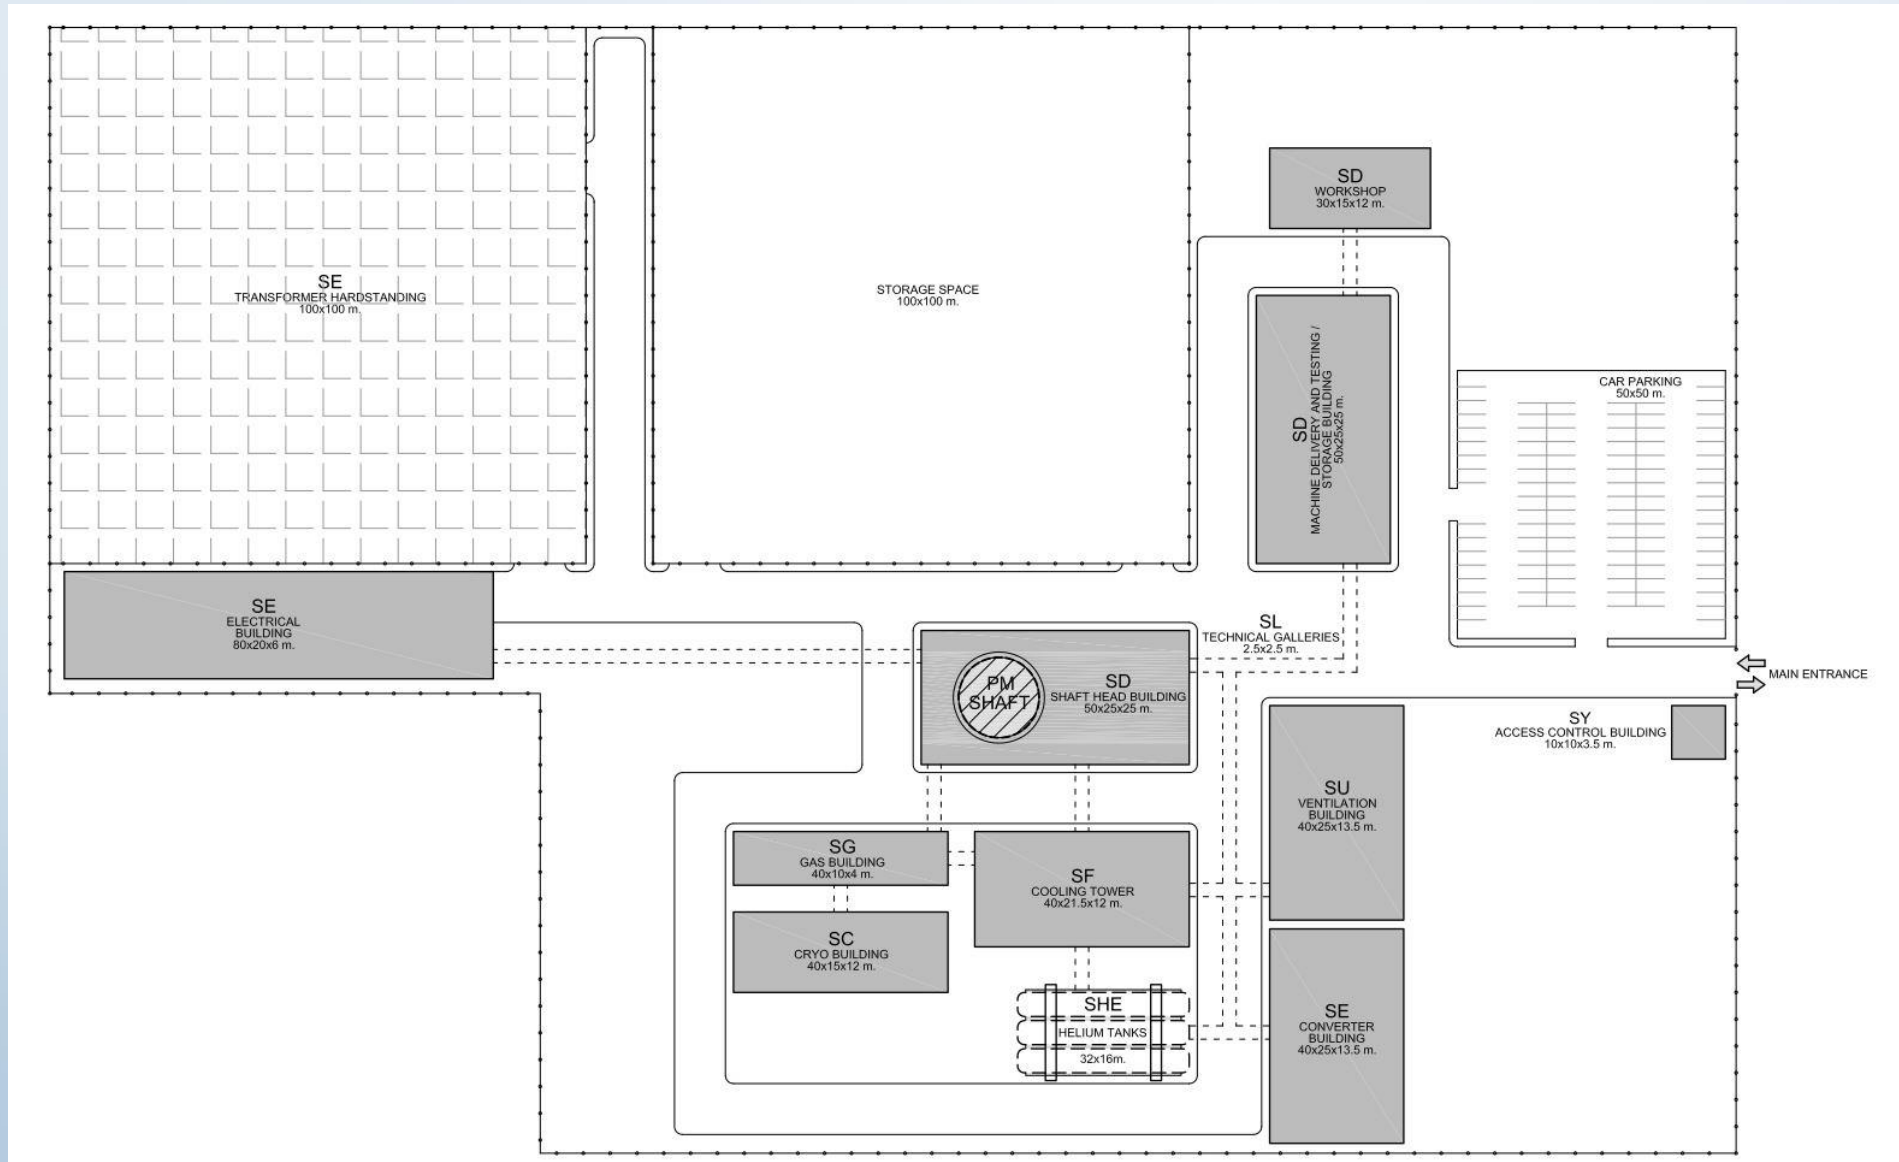 SD
WORKSHOP
30x15x12 m.
SE
TRANSFORMER HARDSTANDING
100x100 m.
STORAGE SPACE
100x100 m.
SD
MACHINE DELIVERY AND TESTING /
STORAGE BUILDING
50x25x25 m.
CAR PARKING
50x50 m.
SE
ELECTRICAL
BUILDING
80x20x6 m.
SL
TECHNICAL GALLERIES
2.5x2.5 m.
PM
SHAFT
SD
SHAFT HEAD BUILDING
50x25x25 m.
MAIN ENTRANCE
SY
ACCESS CONTROL BUILDING
10x10x3.5 m.
SU
VENTILATION
BUILDING
40x25x13.5 m.
SG
GAS BUILDING
40x10x4 m.
SF
COOLING TOWER
40x21.5x12 m.
SC
CRYO BUILDING
40x15x12 m.
SHE
HELIUM TANKS
32x16m.
SE
CONVERTER
BUILDING
40x25x13.5 m.